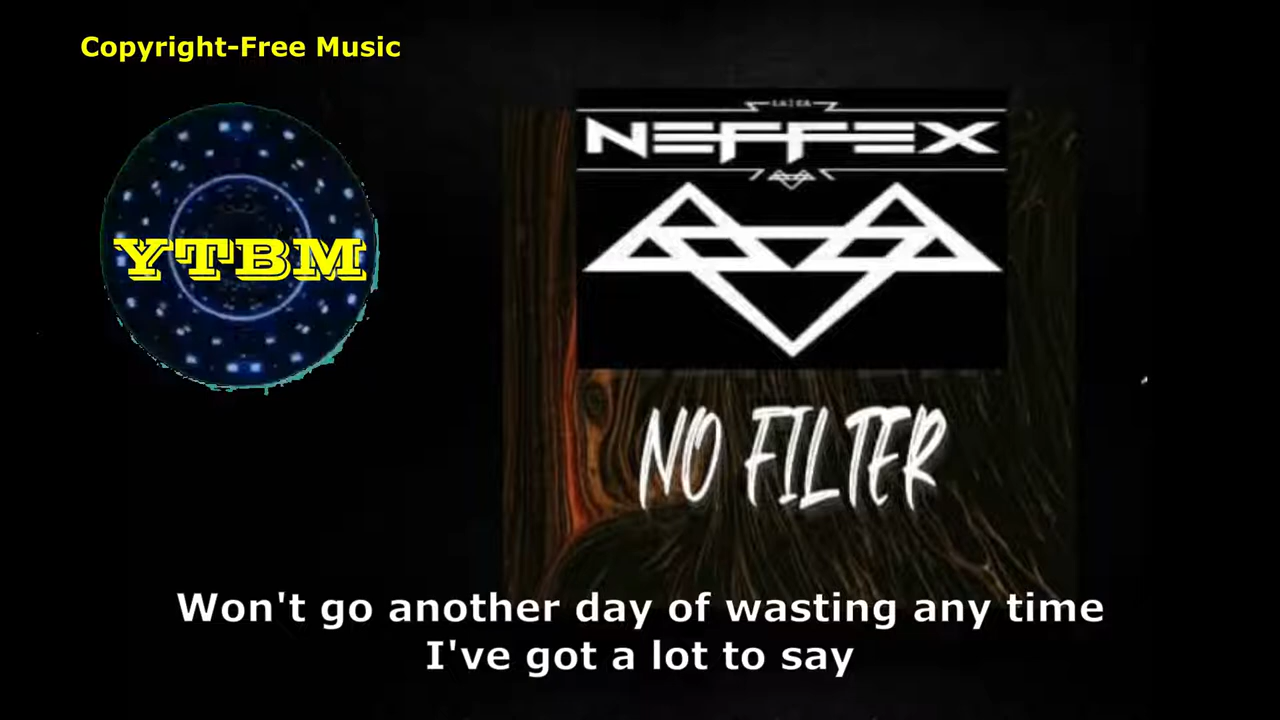 Copyright-Free Music
NEFFEX
YTBM
NO FILTER
Won't go another day of wasting any time
I've got a lot to say